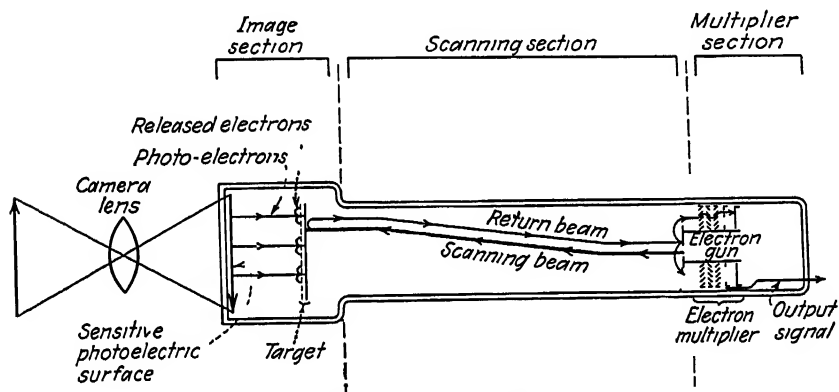 Image
section
Scanning section
Multiplier
section
Released electrons
Photo-electrons
Camera
lens
Return beam
Scanning beam
Electron
gun
Sensitive
photoelectric
surface
Target
Electron
multiplier
Output
signal